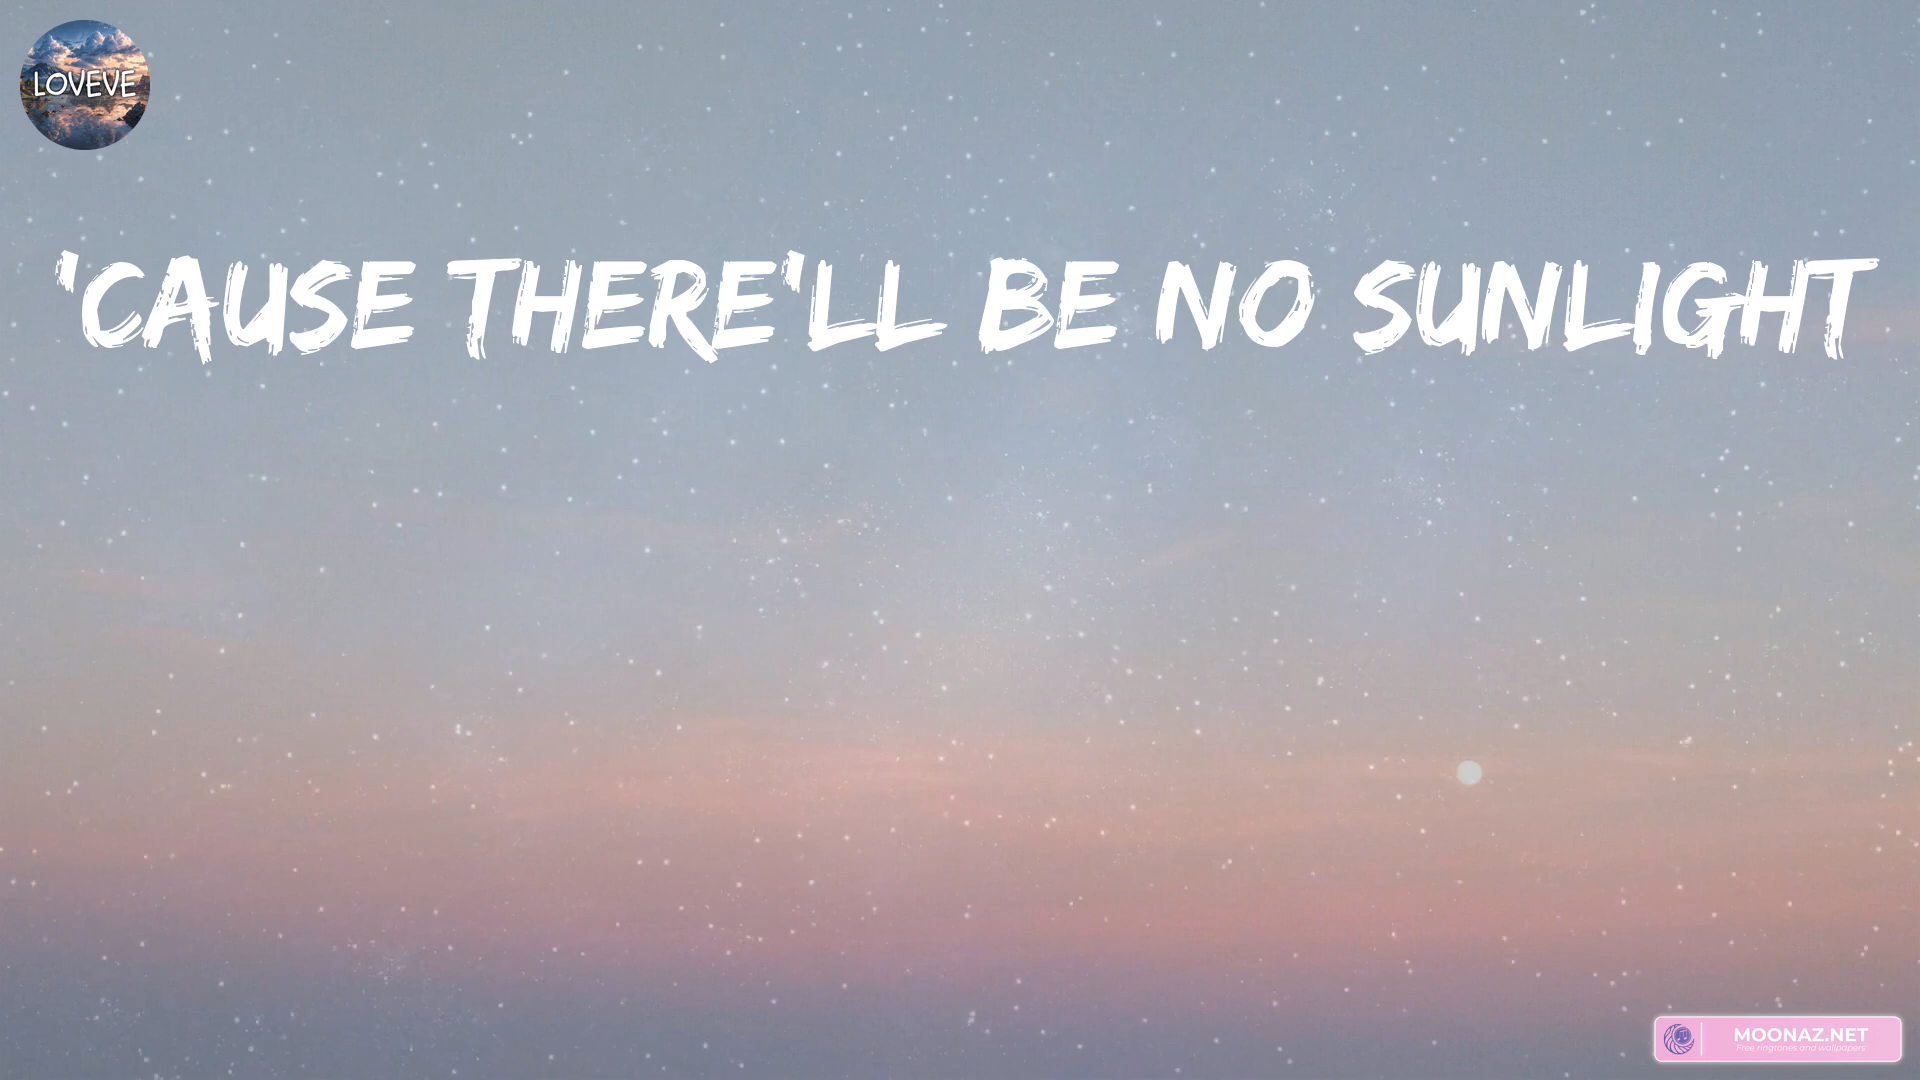 LOVEVE
'CAUSE THERE'LL BE NO SUNLIGHT
MOONAZ.NET
Free ringtones and wallpapers